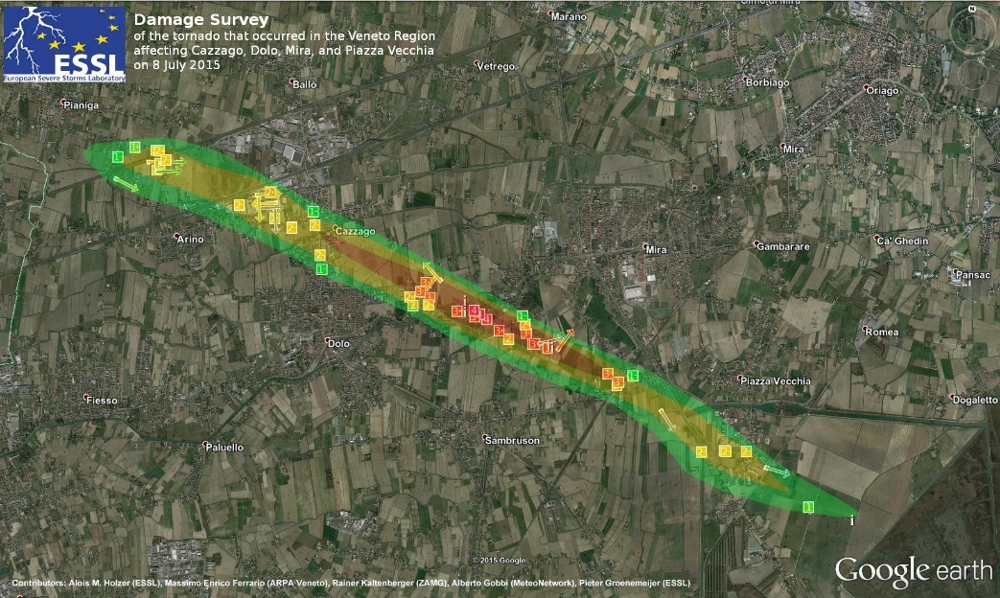 Damage Survey
of the tornado that occurred in the Veneto Region
affecting Cazzago, Dolo, Mira, and Piazza Vecchia
on 8 July 2015
ESSL
European Severe Storms Laboratory
N
Marano
Vetrego
Ballò
Borbiago
Oriago
Pianiga
Mira
Arino
Cazzago
Mira
Gambarare
Ca' Ghedin
Pansac
Dolo
Romea
Fiesso
Piazza Vecchia
Dogaletto
Paluello
Sambruson
© 2015 Google
Google earth
Contributors: Alois M. Holzer (ESSL), Massimo Enrico Ferrario (ARPA Veneto), Rainer Kaltenberger (ZAMG), Alberto Gobbi (MeteoNetwork), Pieter Groenemeijer (ESSL)